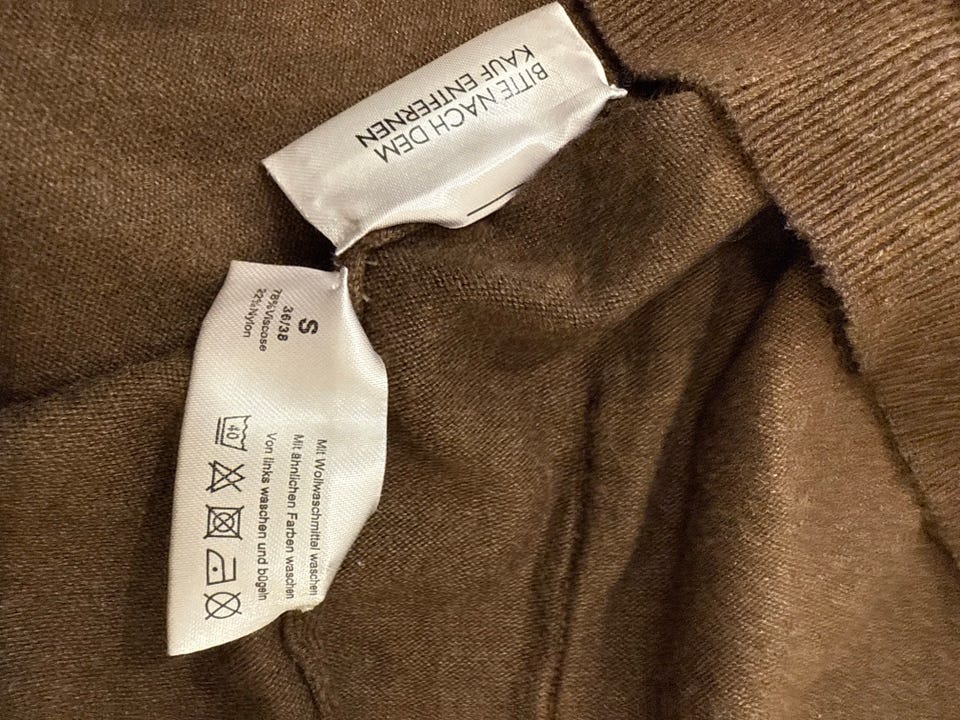 BITTE NACH DEM
KAUF ENTFERNEN
S
36/38
78%Viscose
22%Nylon
Mit Wollwaschmittel waschen
Mit ähnlichen Farben waschen
Von links waschen und bügeln
40